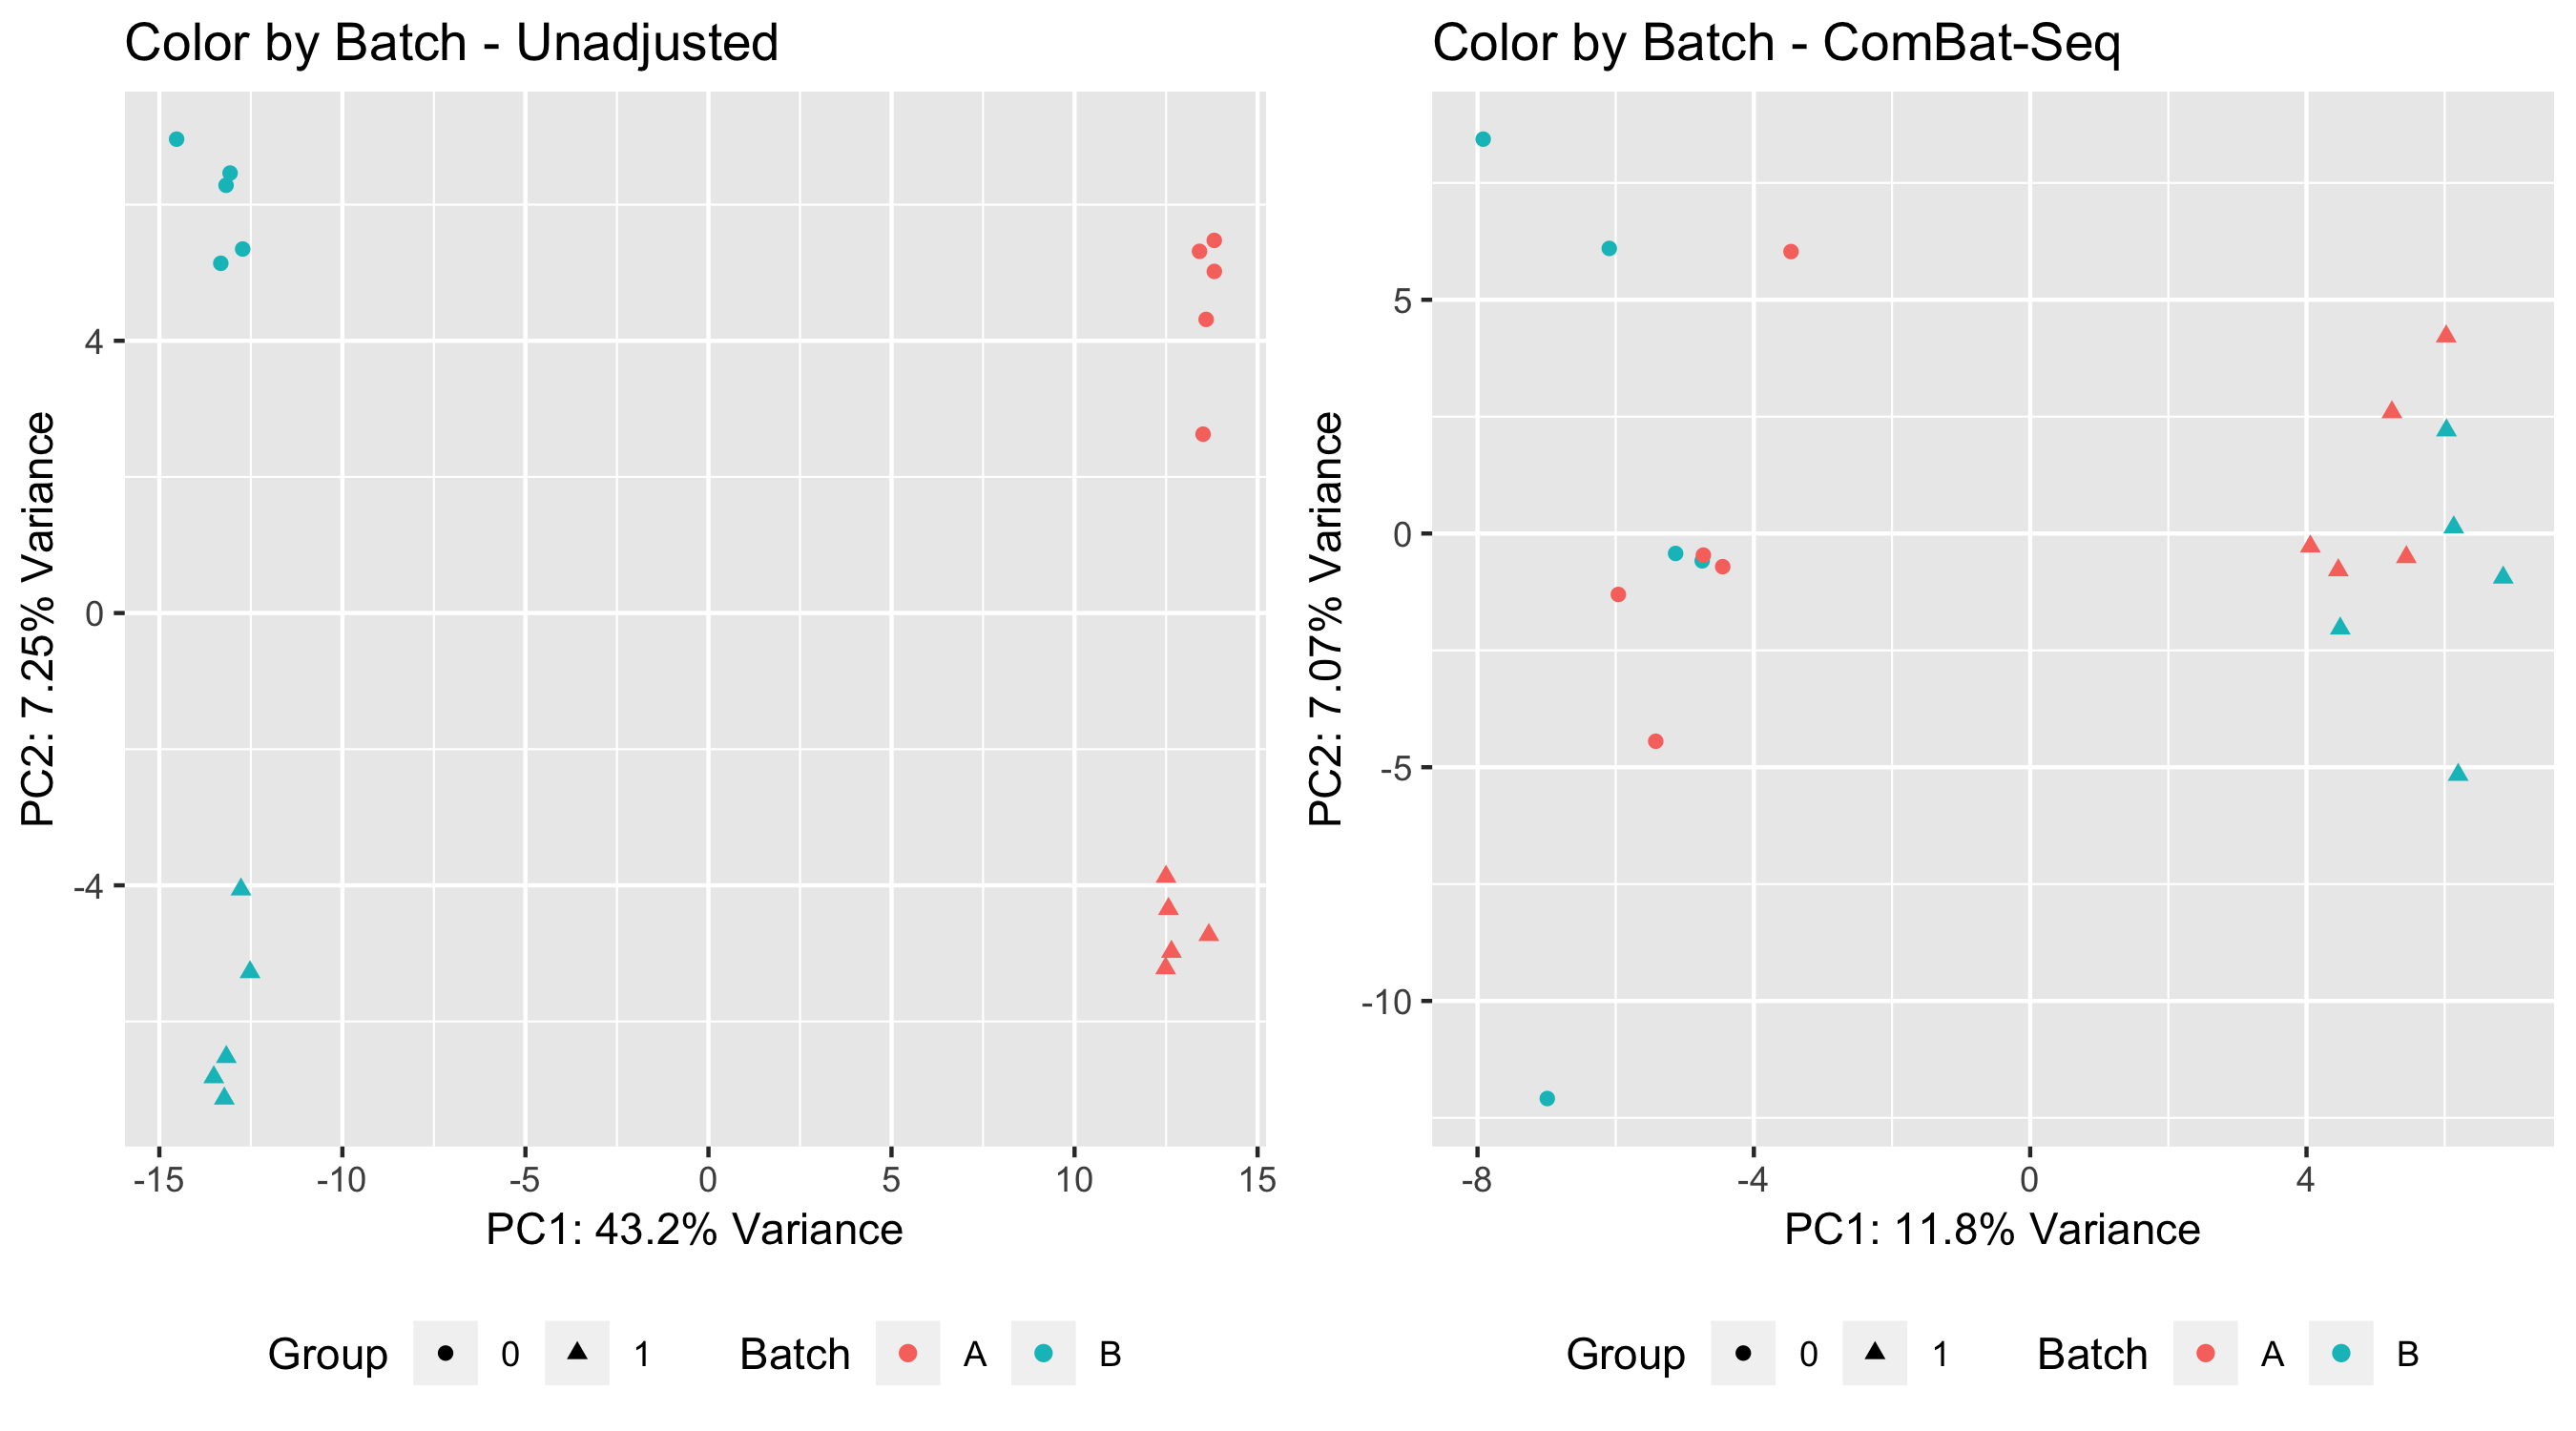 Color by Batch - Unadjusted
4
0
-4
PC2: 7.25% Variance
-15 -10 -5 0 5 10 15
PC1: 43.2% Variance
Group 0 1 Batch A B
Color by Batch - ComBat-Seq
5
0
-5
-10
PC2: 7.07% Variance
-8 -4 0 4
PC1: 11.8% Variance
Group 0 1 Batch A B